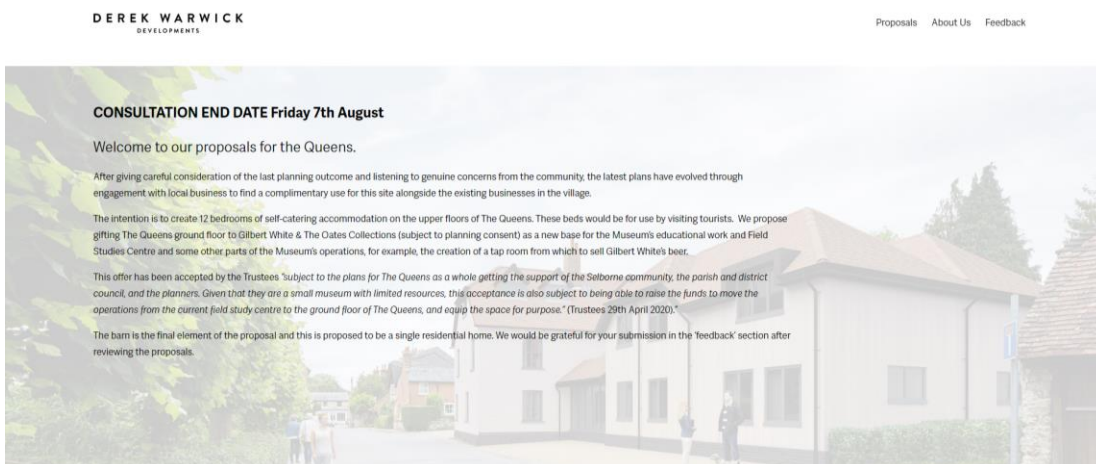 DEREK WARWICK
DEVELOPMENTS
Proposals About Us Feedback
CONSULTATION END DATE Friday 7th August
Welcome to our proposals for the Queens.
After giving careful consideration of the last planning outcome and listening to genuine concerns from the community, the latest plans have evolved through
engagement with local business to find a complimentary use for this site alongside the existing businesses in the village.
The intention is to create 12 bedrooms of self-catering accommodation on the upper floors of The Queens. These beds would be for use by visiting tourists. We propose
gifting The Queens ground floor to Gilbert White & The Oates Collections (subject to planning consent) as a new base for the Museum's educational work and Field
Studies Centre and some other parts of the Museum's operations, for example, the creation of a tap room from which to sell Gilbert White's beer.
This offer has been accepted by the Trustees "subject to the plans for The Queens as a whole getting the support of the Selborne community, the parish and district
council, and the planners. Given that they are a small museum with limited resources, this acceptance is also subject to being able to raise the funds to move the
operations from the current field study centre to the ground floor of The Queens, and equip the space for purpose." (Trustees 29th April 2020)."
The barn is the final element of the proposal and this is proposed to be a single residential home. We would be grateful for your submission in the 'feedback' section after
reviewing the proposals.